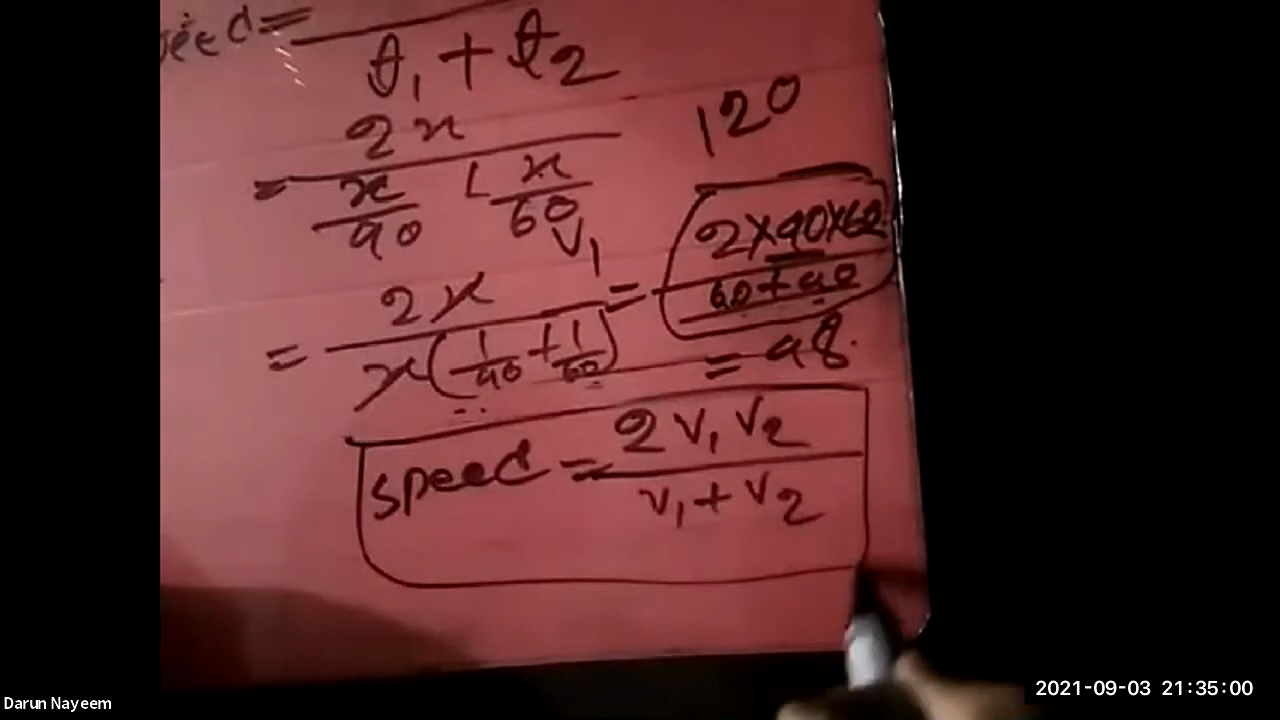 speed =
t₁ + t₂
120
= 2x / (x/40 + x/60)
V₁
= 2x / x(1/40 + 1/60) = 2×40×60 / 60+40
= 48
speed = 2V₁V₂ / V₁+V₂
Darun Nayeem
2021-09-03 21:35:00